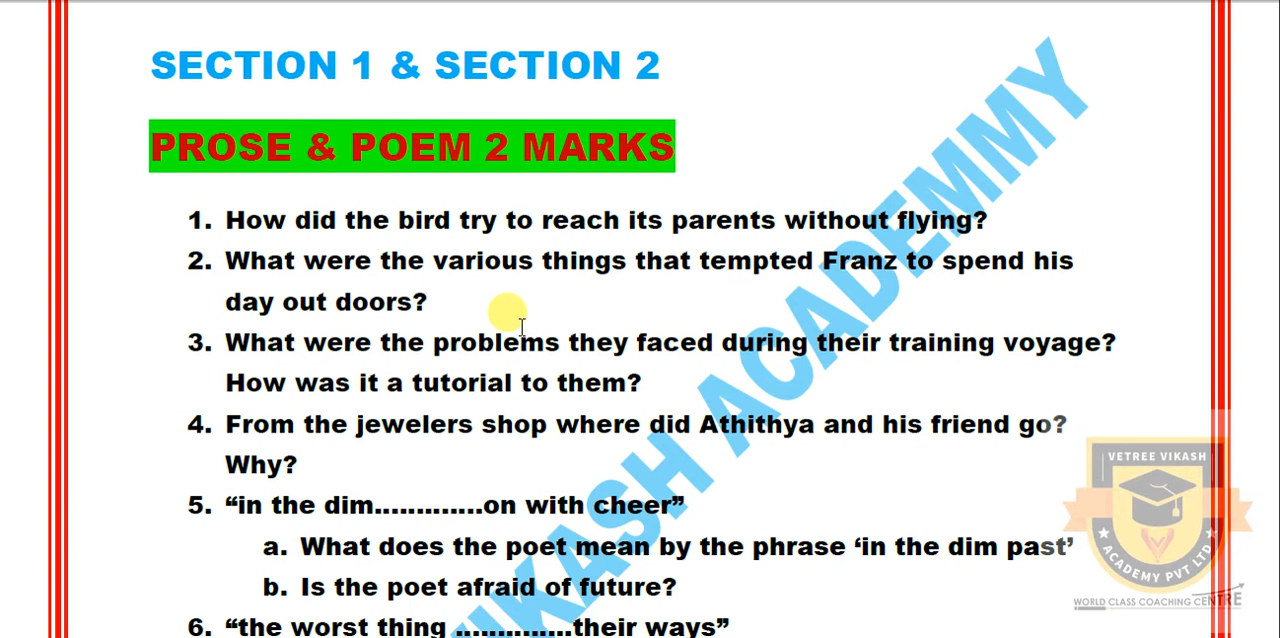 SECTION 1 & SECTION 2
PROSE & POEM 2 MARKS
1. How did the bird try to reach its parents without flying?
2. What were the various things that tempted Franz to spend his
day out doors?
3. What were the problems they faced during their training voyage?
How was it a tutorial to them?
4. From the jewelers shop where did Athithya and his friend go?
Why?
5. “in the dim.............on with cheer”
a. What does the poet mean by the phrase ‘in the dim past’
b. Is the poet afraid of future?
6. “the worst thing .............their ways”
VIKASH ACADEMMY
VETREE VIKASH
ACADEMY PVT LTD
WORLD CLASS COACHING CENTRE